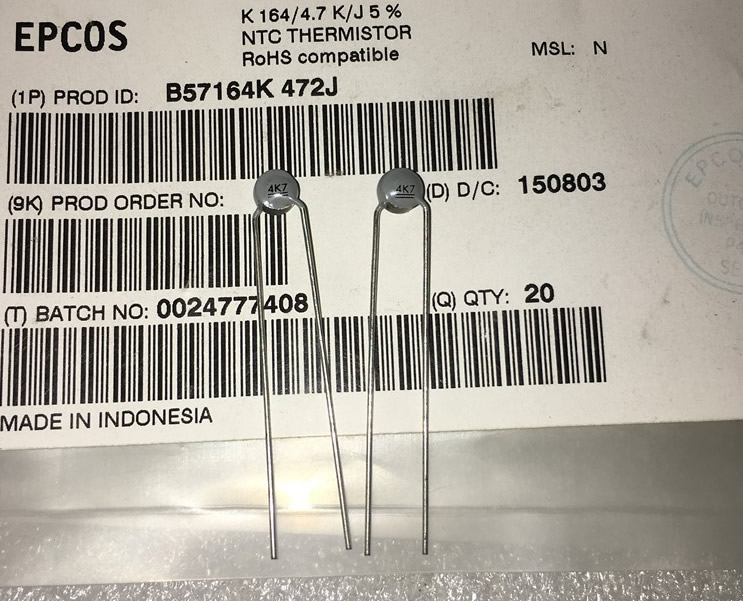 EPCOS
K 164/4.7 K/J 5 %
NTC THERMISTOR
RoHS compatible
MSL: N
(1P) PROD ID: B57164K 472J
(9K) PROD ORDER NO:
4K7
4K7
(D) D/C: 150803
(T) BATCH NO: 0024777408
(Q) QTY: 20
MADE IN INDONESIA
EPCO